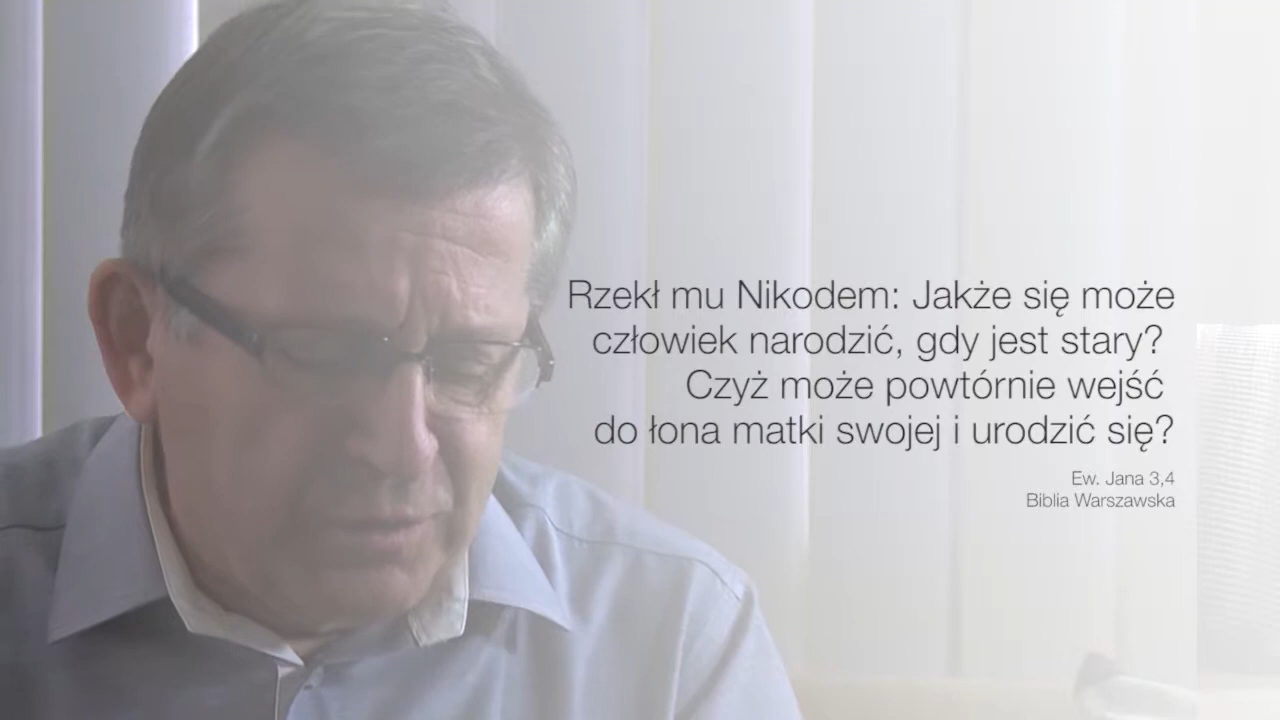 Rzekł mu Nikodem: Jakże się może
człowiek narodzić, gdy jest stary?
Czyż może powtórnie wejść
do łona matki swojej i urodzić się?
Ew. Jana 3,4
Biblia Warszawska